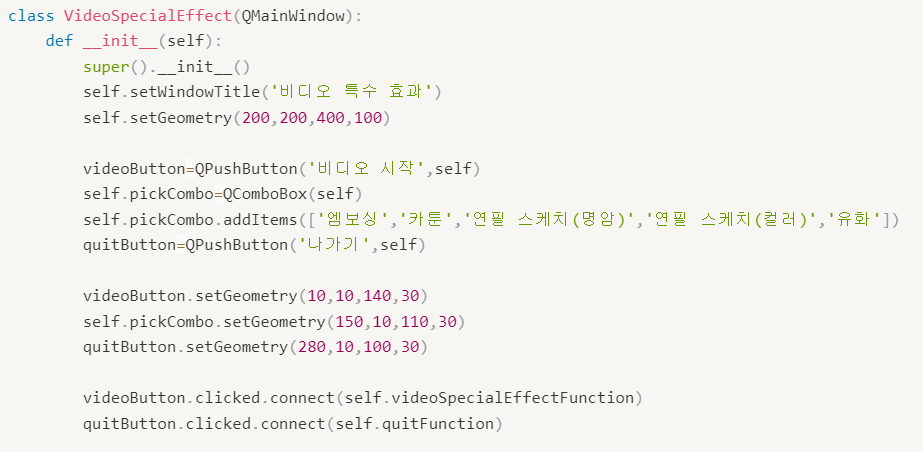 class VideoSpecialEffect(QMainWindow):
    def __init__(self):
        super().__init__()
        self.setWindowTitle('비디오 특수 효과')
        self.setGeometry(200,200,400,100)

        videoButton=QPushButton('비디오 시작',self)
        self.pickCombo=QComboBox(self)
        self.pickCombo.addItems(['엠보싱','카툰','연필 스케치(명암)','연필 스케치(컬러)','유화'])
        quitButton=QPushButton('나가기',self)

        videoButton.setGeometry(10,10,140,30)
        self.pickCombo.setGeometry(150,10,110,30)
        quitButton.setGeometry(280,10,100,30)

        videoButton.clicked.connect(self.videoSpecialEffectFunction)
        quitButton.clicked.connect(self.quitFunction)